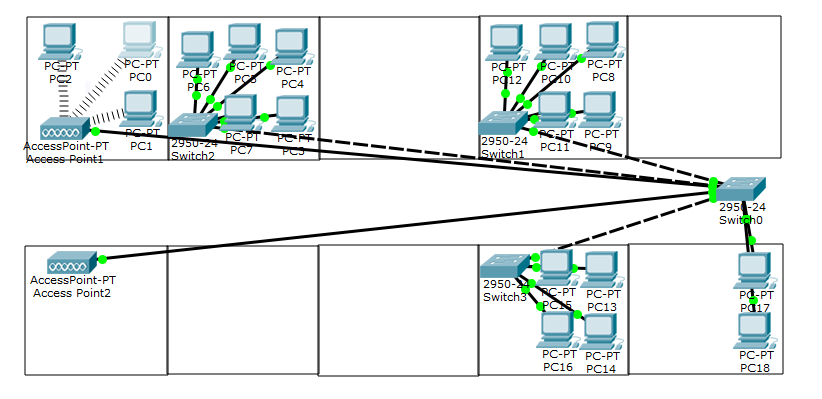 PC-PT
PC2
PC-PT
PC0
PC-PT
PC1
AccessPoint-PT
Access Point1
PC-PT
PC6
PC-PT
PC5
PC-PT
PC4
2950-24
Switch2
PC-PT
PC7
PC-PT
PC3
PC-PT
PC12
PC-PT
PC10
PC-PT
PC8
2950-24
Switch1
PC-PT
PC11
PC-PT
PC9
2950-24
Switch0
AccessPoint-PT
Access Point2
2950-24
Switch3
PC-PT
PC15
PC-PT
PC13
PC-PT
PC16
PC-PT
PC14
PC-PT
PC17
PC-PT
PC18